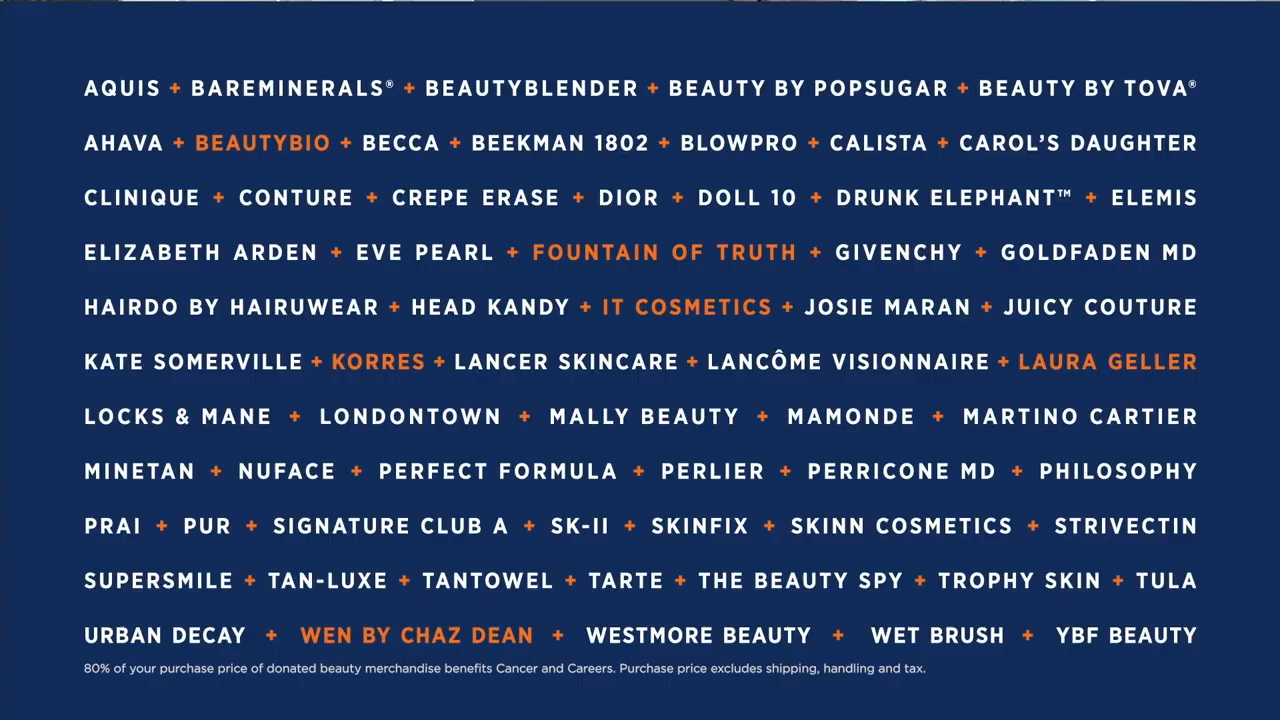 AQUIS + BAREMINERALS® + BEAUTYBLENDER + BEAUTY BY POPSUGAR + BEAUTY BY TOVA®
AHAVA + BEAUTYBIO + BECCA + BEEKMAN 1802 + BLOWPRO + CALISTA + CAROL’S DAUGHTER
CLINIQUE + CONTURE + CREPE ERASE + DIOR + DOLL 10 + DRUNK ELEPHANT™ + ELEMIS
ELIZABETH ARDEN + EVE PEARL + FOUNTAIN OF TRUTH + GIVENCHY + GOLDFADEN MD
HAIRDO BY HAIRUWEAR + HEAD KANDY + IT COSMETICS + JOSIE MARAN + JUICY COUTURE
KATE SOMERVILLE + KORRES + LANCER SKINCARE + LANCÔME VISIONNAIRE + LAURA GELLER
LOCKS & MANE + LONDONTOWN + MALLY BEAUTY + MAMONDE + MARTINO CARTIER
MINETAN + NUFACE + PERFECT FORMULA + PERLIER + PERRICONE MD + PHILOSOPHY
PRAI + PUR + SIGNATURE CLUB A + SK-II + SKINFIX + SKINN COSMETICS + STRIVECTIN
SUPERSMILE + TAN-LUXE + TANTOWEL + TARTE + THE BEAUTY SPY + TROPHY SKIN + TULA
URBAN DECAY + WEN BY CHAZ DEAN + WESTMORE BEAUTY + WET BRUSH + YBF BEAUTY
80% of your purchase price of donated beauty merchandise benefits Cancer and Careers. Purchase price excludes shipping, handling and tax.